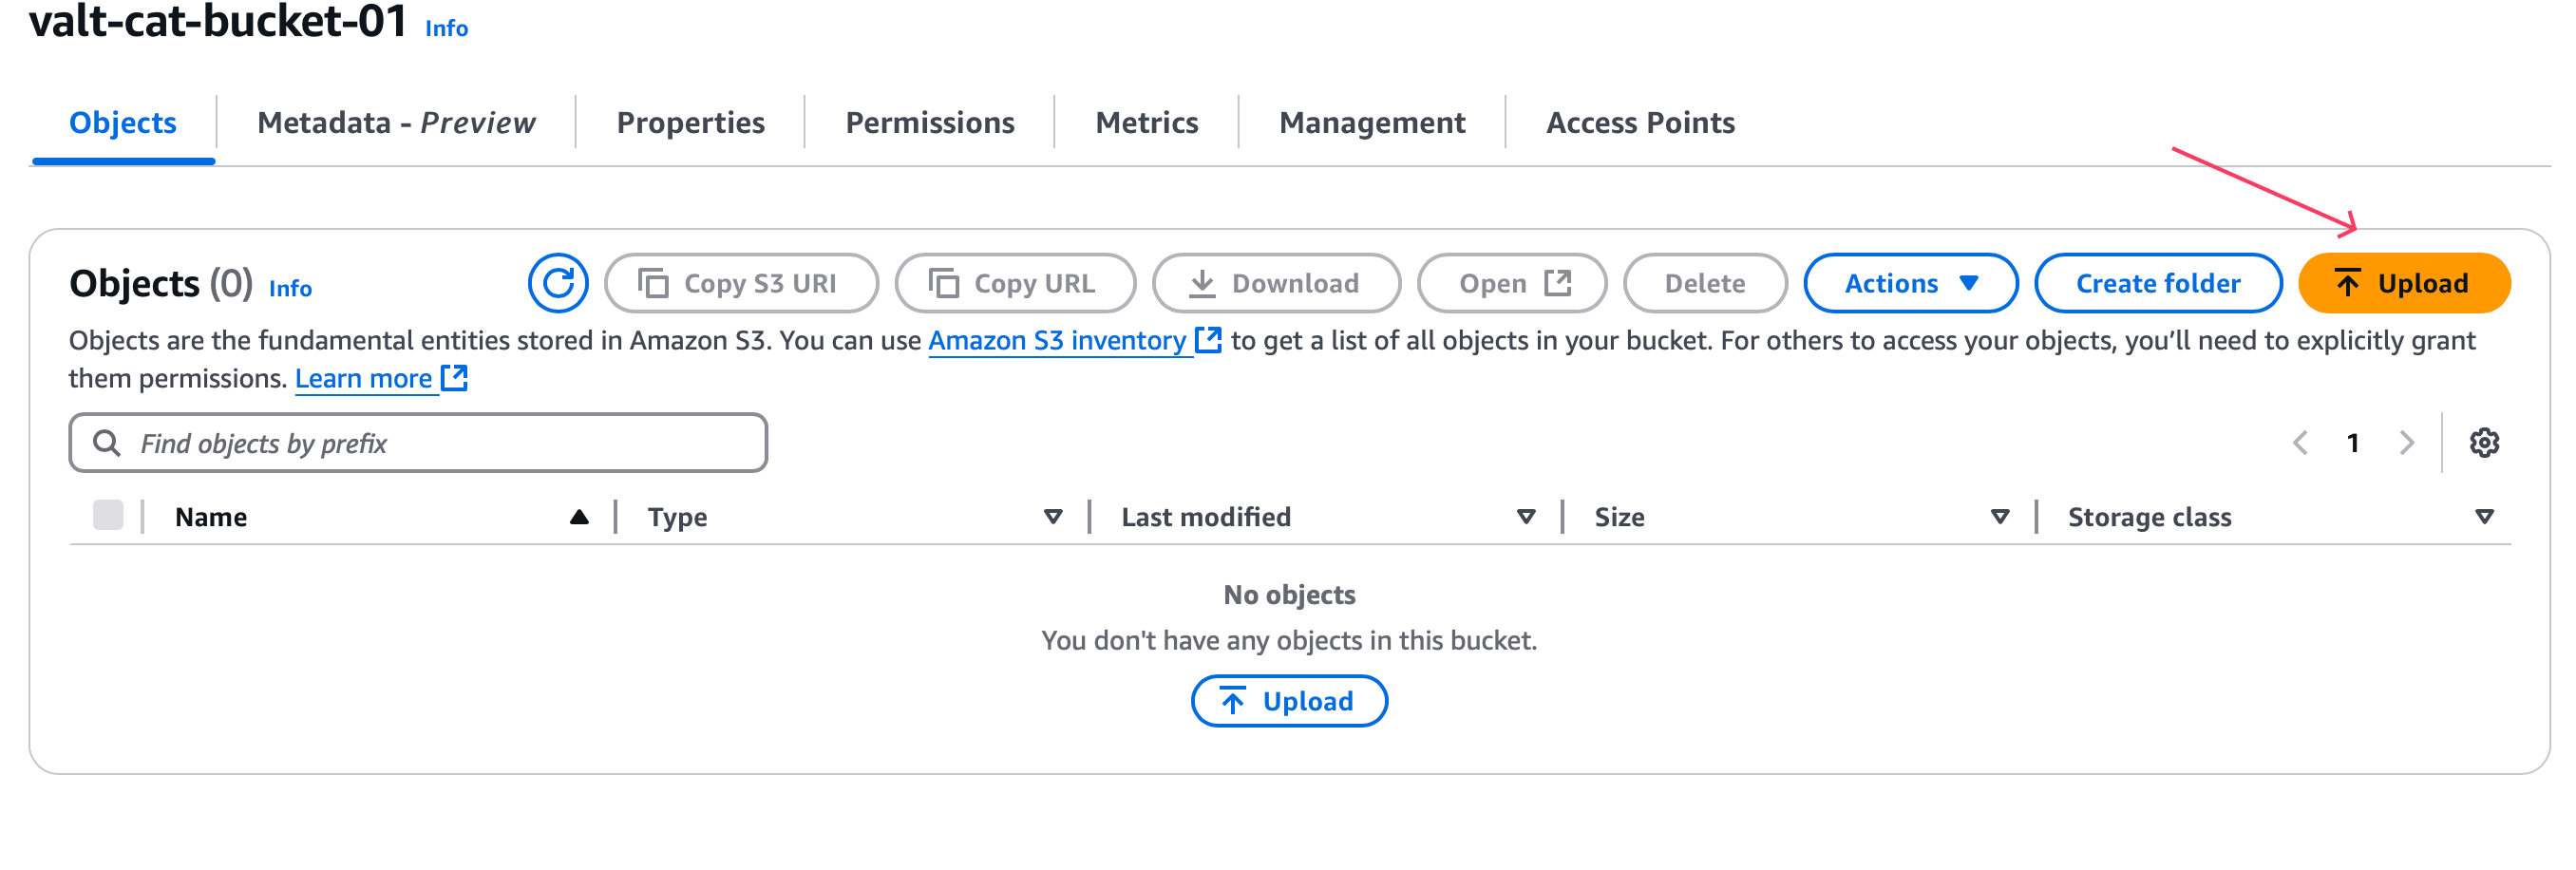 valt-cat-bucket-01 Info
Objects Metadata - Preview Properties Permissions Metrics Management Access Points
Objects (0) Info Copy S3 URI Copy URL Download Open Delete Actions Create folder Upload
Objects are the fundamental entities stored in Amazon S3. You can use Amazon S3 inventory to get a list of all objects in your bucket. For others to access your objects, you’ll need to explicitly grant
them permissions. Learn more
Find objects by prefix 1
Name Type Last modified Size Storage class
No objects
You don't have any objects in this bucket.
Upload